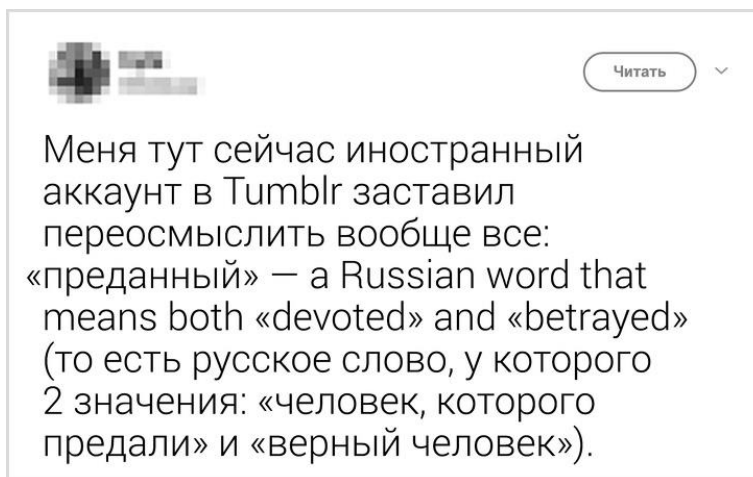 Читать
Меня тут сейчас иностранный
аккаунт в Tumblr заставил
переосмыслить вообще все:
«преданный» — a Russian word that
means both «devoted» and «betrayed»
(то есть русское слово, у которого
2 значения: «человек, которого
предали» и «верный человек»).